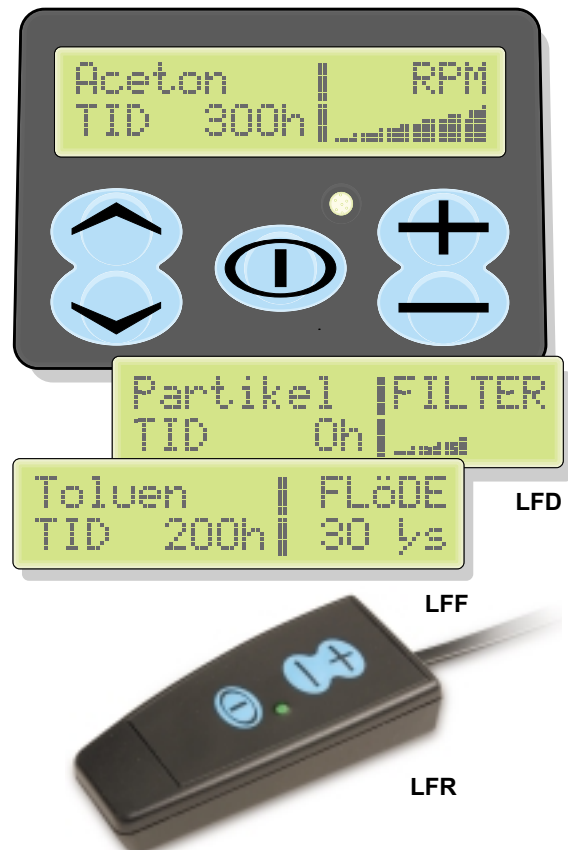 Aceton RPM
TID 300h
Partikel FILTER
TID 0h
LFD
Toluen FLöDE
TID 200h 30 l/s
LFF
LFR